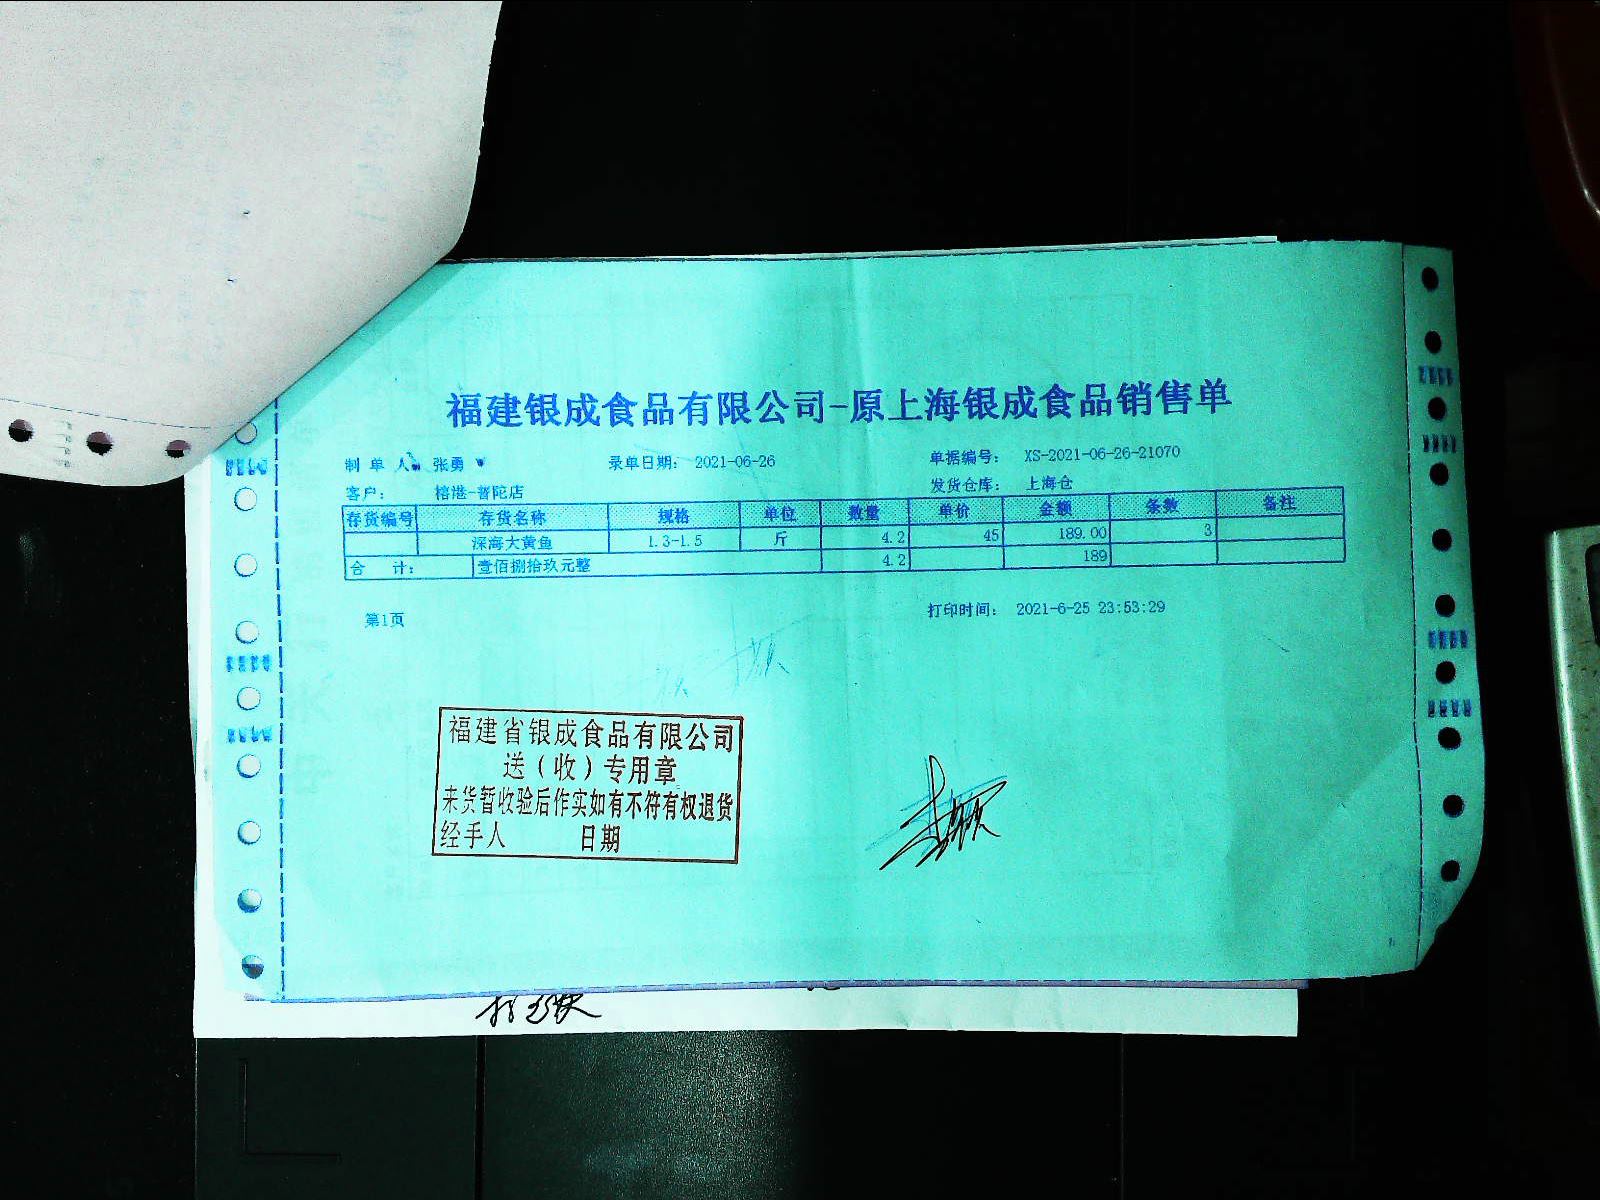 福建银成食品有限公司-原上海银成食品销售单
制 单 人： 张勇 录单日期： 2021-06-26 单据编号： XS-2021-06-26-21070
客户： 榕港-普陀店 发货仓库： 上海仓
存货编号 存货名称 规格 单位 数量 单价 金额 条数 备注
深海大黄鱼 1.3-1.5 斤 4.2 45 189.00 3
合 计： 壹佰捌拾玖元整 4.2 189
第1页 打印时间： 2021-6-25 23:53:29
福建省银成食品有限公司
送（收）专用章
来货暂收验后作实如有不符有权退货
经手人 日期